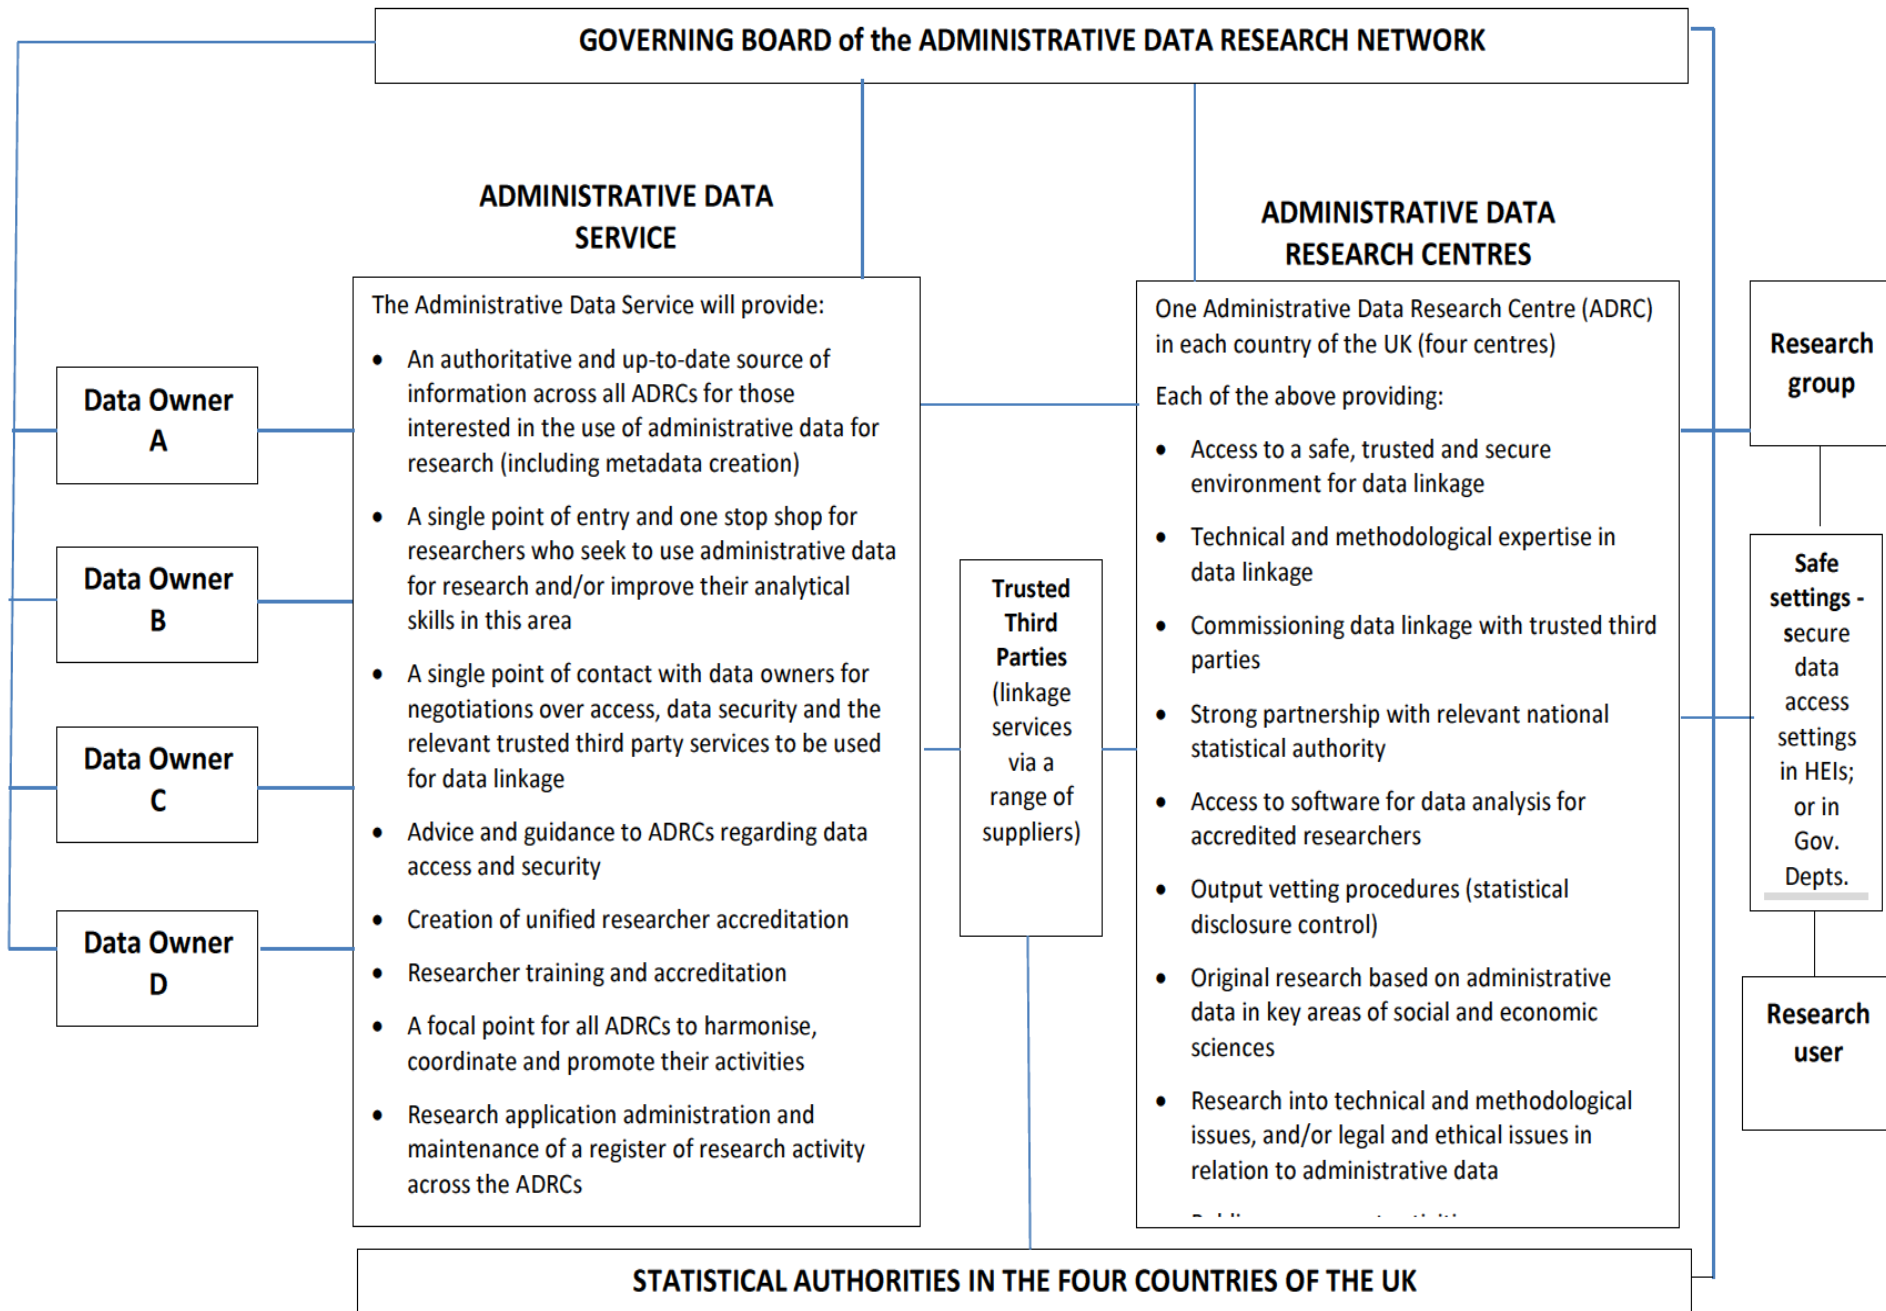 GOVERNING BOARD of the ADMINISTRATIVE DATA RESEARCH NETWORK
ADMINISTRATIVE DATA
SERVICE
ADMINISTRATIVE DATA
RESEARCH CENTRES
Data Owner
A
Data Owner
B
Data Owner
C
Data Owner
D
The Administrative Data Service will provide:
• An authoritative and up-to-date source of
information across all ADRCs for those
interested in the use of administrative data for
research (including metadata creation)
• A single point of entry and one stop shop for
researchers who seek to use administrative data
for research and/or improve their analytical
skills in this area
• A single point of contact with data owners for
negotiations over access, data security and the
relevant trusted third party services to be used
for data linkage
• Advice and guidance to ADRCs regarding data
access and security
• Creation of unified researcher accreditation
• Researcher training and accreditation
• A focal point for all ADRCs to harmonise,
coordinate and promote their activities
• Research application administration and
maintenance of a register of research activity
across the ADRCs
Trusted
Third
Parties
(linkage
services
via a
range of
suppliers)
One Administrative Data Research Centre (ADRC)
in each country of the UK (four centres)
Each of the above providing:
• Access to a safe, trusted and secure
environment for data linkage
• Technical and methodological expertise in
data linkage
• Commissioning data linkage with trusted third
parties
• Strong partnership with relevant national
statistical authority
• Access to software for data analysis for
accredited researchers
• Output vetting procedures (statistical
disclosure control)
• Original research based on administrative
data in key areas of social and economic
sciences
• Research into technical and methodological
issues, and/or legal and ethical issues in
relation to administrative data
Research
group
Safe
settings -
secure
data
access
settings
in HEIs;
or in
Gov.
Depts.
Research
user
STATISTICAL AUTHORITIES IN THE FOUR COUNTRIES OF THE UK